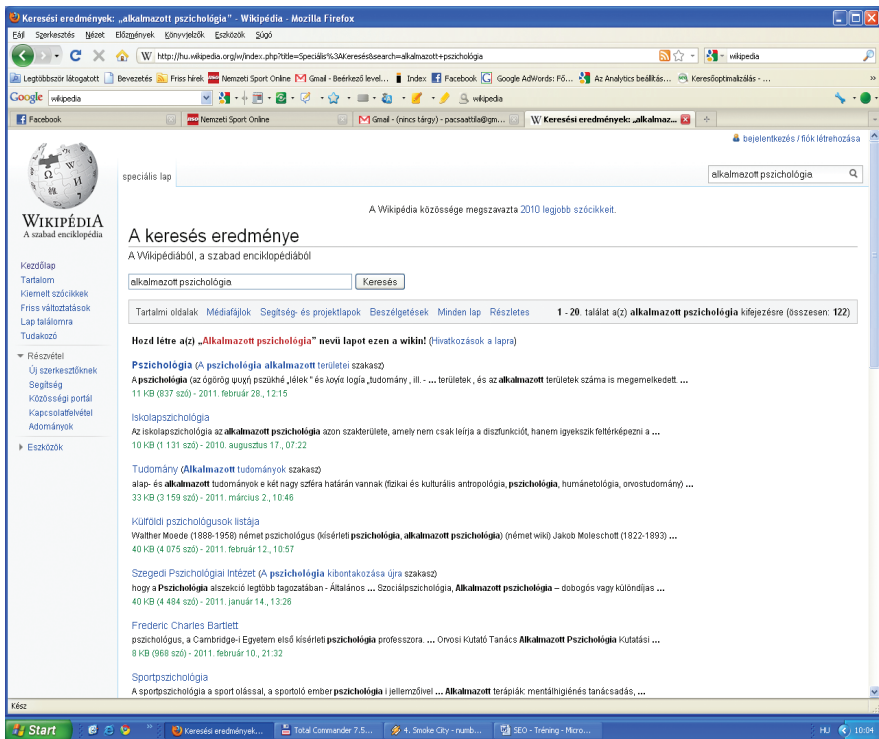 Keresési eredmények: „alkalmazott pszichológia” - Wikipédia - Mozilla Firefox
Fájl Szerkesztés Nézet Előzmények Könyvjelzők Eszközök Súgó
W http://hu.wikipedia.org/w/index.php?title=Speciális%3AKeresés&search=alkalmazott+pszichológia wikipedia
Legtöbbször látogatott Bevezetés Friss hírek Nemzeti Sport Online Gmail - Beérkező level... Index Facebook Google AdWords: Fő... Az Analytics beállítás... Keresőoptimalizálás - ...
Google wikipedia wikipedia
Facebook Nemzeti Sport Online Gmail - (nincs tárgy) - pacsaattila@gm... W Keresési eredmények: „alkalmaz...
bejelentkezés / fiók létrehozása
speciális lap alkalmazott pszichológia
WIKIPÉDIA
A szabad enciklopédia
Kezdőlap
Tartalom
Kiemelt szócikkek
Friss változtatások
Lap találomra
Tudakozó
Részvétel
Új szerkesztőknek
Segítség
Közösségi portál
Kapcsolatfelvétel
Adományok
Eszközök
A Wikipédia közössége megszavazta 2010 legjobb szócikkeit.
A keresés eredménye
A Wikipédiából, a szabad enciklopédiából
alkalmazott pszichológia Keresés
Tartalmi oldalak Médiafájlok Segítség- és projektlapok Beszélgetések Minden lap Részletes 1 - 20. találat a(z) alkalmazott pszichológia kifejezésre (összesen: 122)
Hozd létre a(z) „Alkalmazott pszichológia” nevű lapot ezen a wikin! (Hivatkozások a lapra)
Pszichológia (A pszichológia alkalmazott területei szakasz)
A pszichológia (az ógörög ψυχή pszükhé „lélek” és λογία logía „tudomány , ill. - ... területek , és az alkalmazott területek száma is megemelkedett. ...
11 KB (837 szó) - 2011. február 28., 12:15
Iskolapszichológia
Az iskolapszichológia az alkalmazott pszichológia azon szakterülete, amely nem csak leírja a diszfunkciót, hanem igyekszik feltérképezni a ...
10 KB (1 131 szó) - 2010. augusztus 17., 07:22
Tudomány (Alkalmazott tudományok szakasz)
alap- és alkalmazott tudományok e két nagy szféra határán vannak (fizikai és kulturális antropológia, pszichológia, humánetológia, orvostudomány) ...
33 KB (3 159 szó) - 2011. március 2., 10:46
Külföldi pszichológusok listája
Walther Moede (1888-1958) német pszichológus (kísérleti pszichológia, alkalmazott pszichológia) (német wiki) Jakob Moleschott (1822-1893) ...
40 KB (4 075 szó) - 2011. február 12., 10:57
Szegedi Pszichológiai Intézet (A pszichológia kibontakozása újra szakasz)
hogy a Pszichológia alszekció legtöbb tagozatában - Általános ... Szociálpszichológia, Alkalmazott pszichológia – dobogós vagy különdíjas ...
40 KB (4 484 szó) - 2011. január 14., 13:26
Frederic Charles Bartlett
pszichológus, a Cambridge-i Egyetem első kísérleti pszichológia professzora. ... Orvosi Kutató Tanács Alkalmazott Pszichológia Kutatási ...
8 KB (968 szó) - 2011. február 10., 21:32
Sportpszichológia
A sportpszichológia a sport olással, a sportoló ember pszichológia i jellemzőivel ... Alkalmazott terápiák: mentálhigiénés tanácsadás, ...
Kész
Start Keresési eredmények... Total Commander 7.5... 4. Smoke City - numb... SEO - Tréning - Micro... HU 10:04